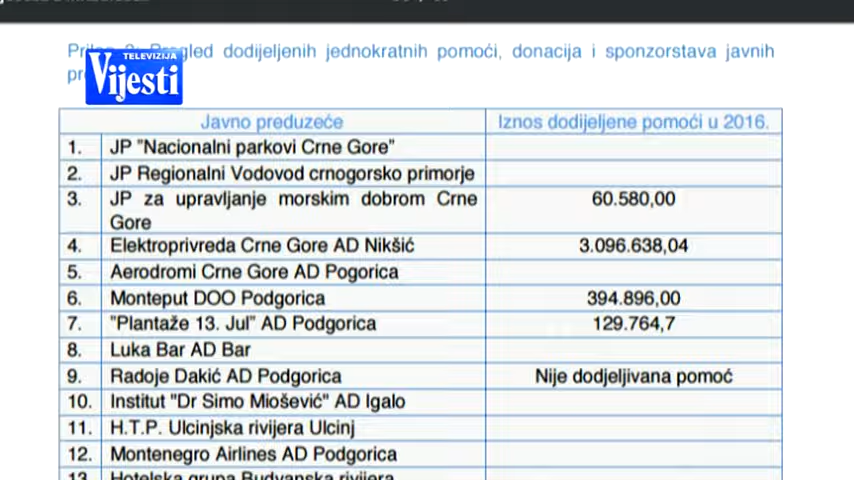 dodijeljenih jednokratnih pomoći, donacija i sponzorstava javnih
TELEVIZIJA
Vijesti
Javno preduzeće Iznos dodijeljene pomoći u 2016.
1. JP "Nacionalni parkovi Crne Gore"
2. JP Regionalni Vodovod crnogorsko primorje
3. JP za upravljanje morskim dobrom Crne 60.580,00
Gore
4. Elektroprivreda Crne Gore AD Nikšić 3.096.638,04
5. Aerodromi Crne Gore AD Pogorica
6. Monteput DOO Podgorica 394.896,00
7. "Plantaže 13. Jul" AD Podgorica 129.764,7
8. Luka Bar AD Bar
9. Radoje Dakić AD Podgorica Nije dodjeljivana pomoć
10. Institut "Dr Simo Miošević" AD Igalo
11. H.T.P. Ulcinjska rivijera Ulcinj
12. Montenegro Airlines AD Podgorica
13. Hotelska grupa Budvanska rivijera